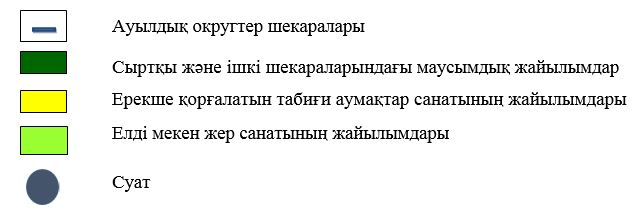 Ауылдық округтер шекаралары
Сыртқы және ішкі шекараларындағы маусымдық жайылымдар
Ерекше қорғалатын табиғи аумақтар санатының жайылымдары
Елді мекен жер санатының жайылымдары
Суат